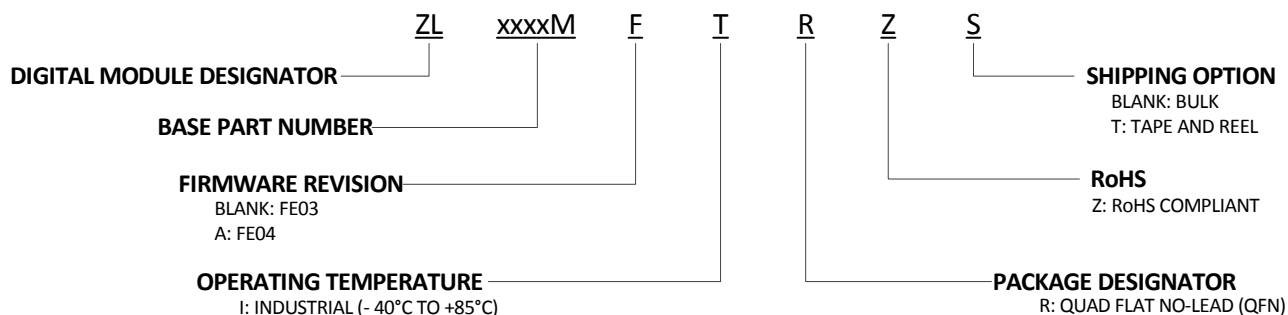 ZL xxxxM F T R Z S
DIGITAL MODULE DESIGNATOR
BASE PART NUMBER
FIRMWARE REVISION
BLANK: FE03
A: FE04
OPERATING TEMPERATURE
I: INDUSTRIAL (- 40°C TO +85°C)
SHIPPING OPTION
BLANK: BULK
T: TAPE AND REEL
RoHS
Z: RoHS COMPLIANT
PACKAGE DESIGNATOR
R: QUAD FLAT NO-LEAD (QFN)